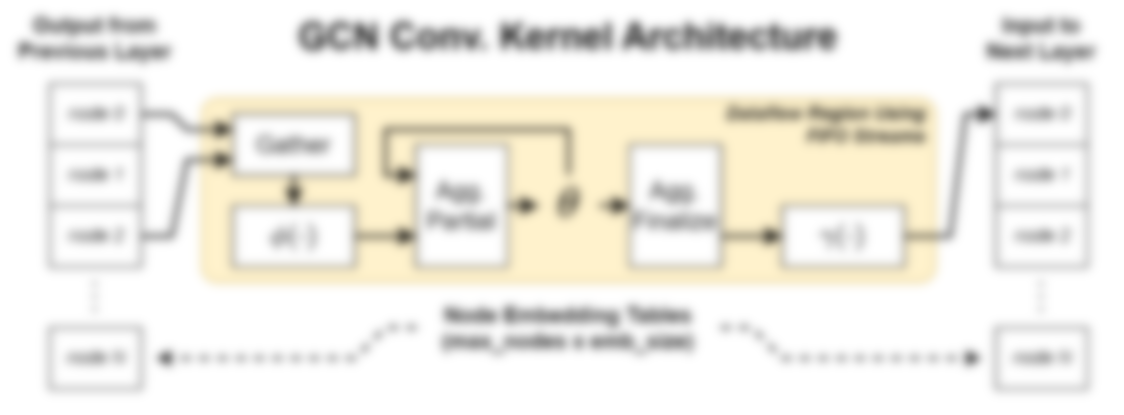 GCN Conv. Kernel Architecture
Output from
Previous Layer
Input to
Next Layer
node 0
node 1
node 2
node N
Gather
ϕ(·)
Agg.
Partial
θ
Agg.
Finalize
γ(·)
Dataflow Region Using
FIFO Streams
node 0
node 1
node 2
node N
Node Embedding Tables
(max_nodes x emb_size)